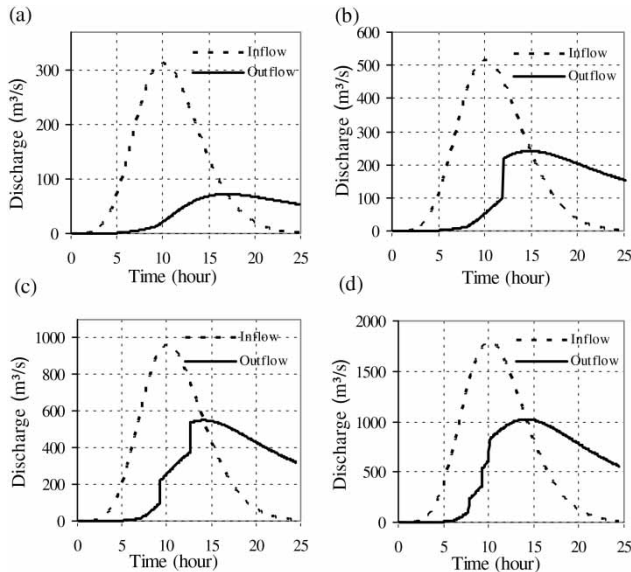 (a)
300
200
100
0
Discharge (m³/s)
Inflow
Outflow
0 5 10 15 20 25
Time (hour)
(b)
600
500
400
300
200
100
0
Discharge (m³/s)
Inflow
Outflow
0 5 10 15 20 25
Time (hour)
(c)
1000
800
600
400
200
0
Discharge (m³/s)
Inflow
Outflow
0 5 10 15 20 25
Time (hour)
(d)
2000
1500
1000
500
0
Discharge (m³/s)
Inflow
Outflow
0 5 10 15 20 25
Time (hour)